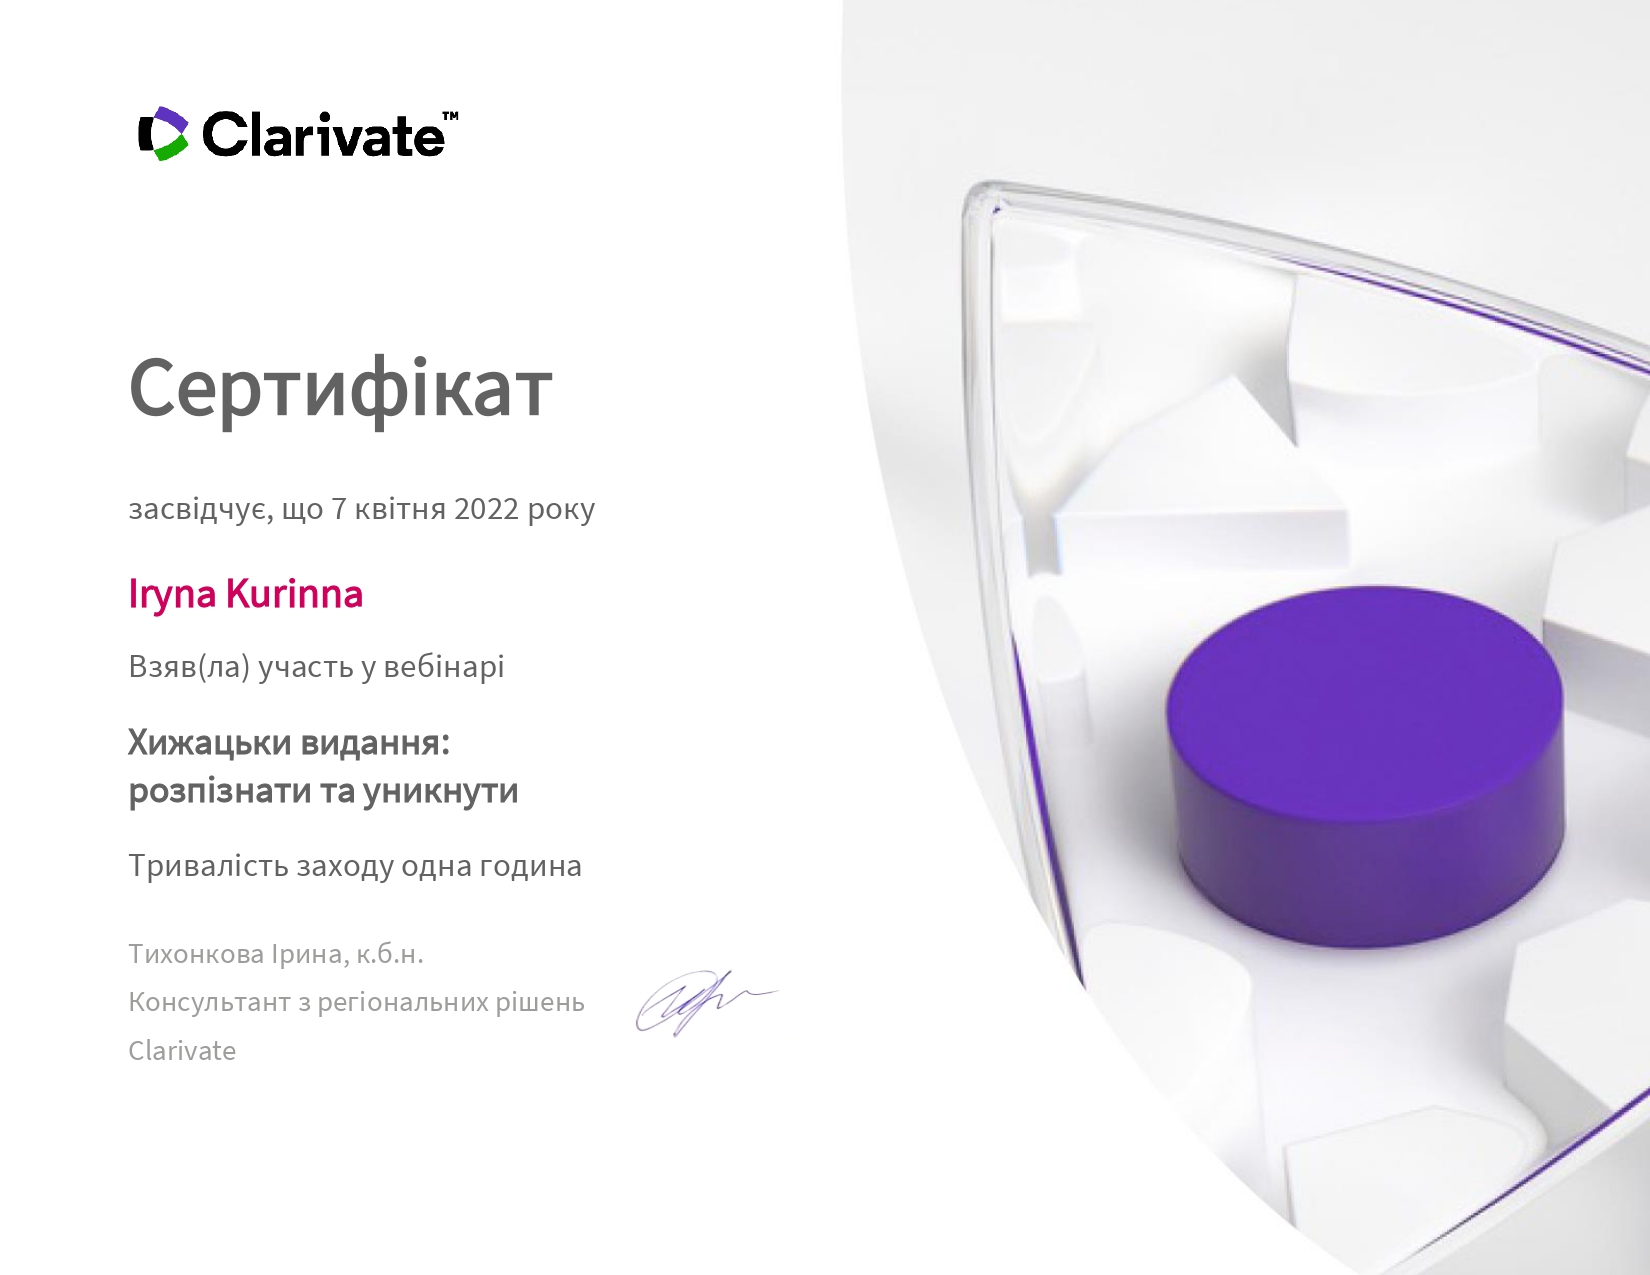 Clarivate™
Сертифікат
засвідчує, що 7 квітня 2022 року
Iryna Kurinna
Взяв(ла) участь у вебінарі
Хижацьки видання:
розпізнати та уникнути
Тривалість заходу одна година
Тихонкова Ірина, к.б.н.
Консультант з регіональних рішень
Clarivate